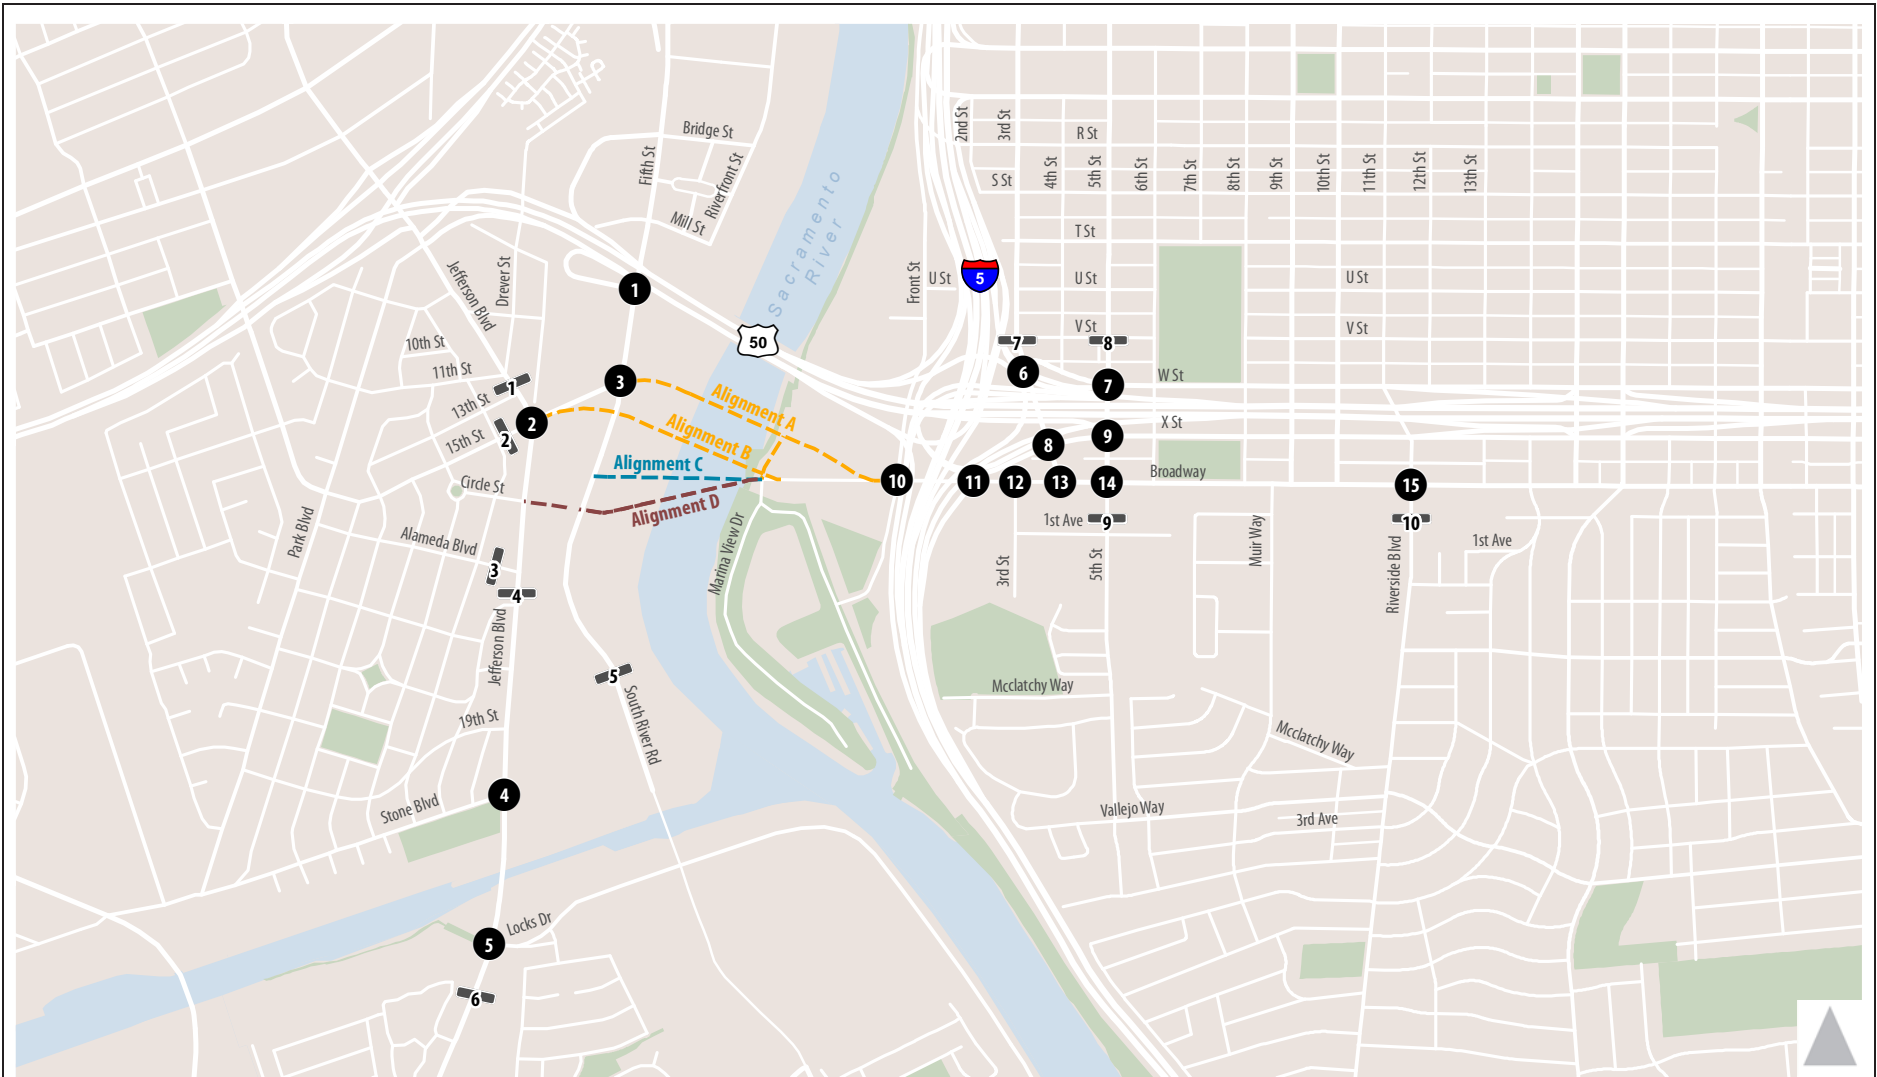 Bridge St
Fifth St
Riverfront St
Mill St
Sacramento
River
2nd St
3rd St
R St
S St
4th St
5th St
6th St
7th St
8th St
9th St
10th St
11th St
12th St
13th St
T St
Front St
U St
5
U St
U St
V St
V St
Jefferson Blvd
Drever St
1
50
7
8
10th St
11th St
3
6
7
W St
1
13th St
Alignment A
2
Alignment B
15th St
2
X St
8
9
Alignment C
Broadway
Circle St
10
11
12
13
14
15
Alignment D
1st Ave
9
10
Park Blvd
Alameda Blvd
Marina View Dr
3rd St
5th St
Muir Way
Riverside Blvd
1st Ave
3
4
Jefferson Blvd
5
South River Rd
Mcclatchy Way
19th St
Mcclatchy Way
4
Stone Blvd
Vallejo Way
3rd Ave
Locks Dr
5
6